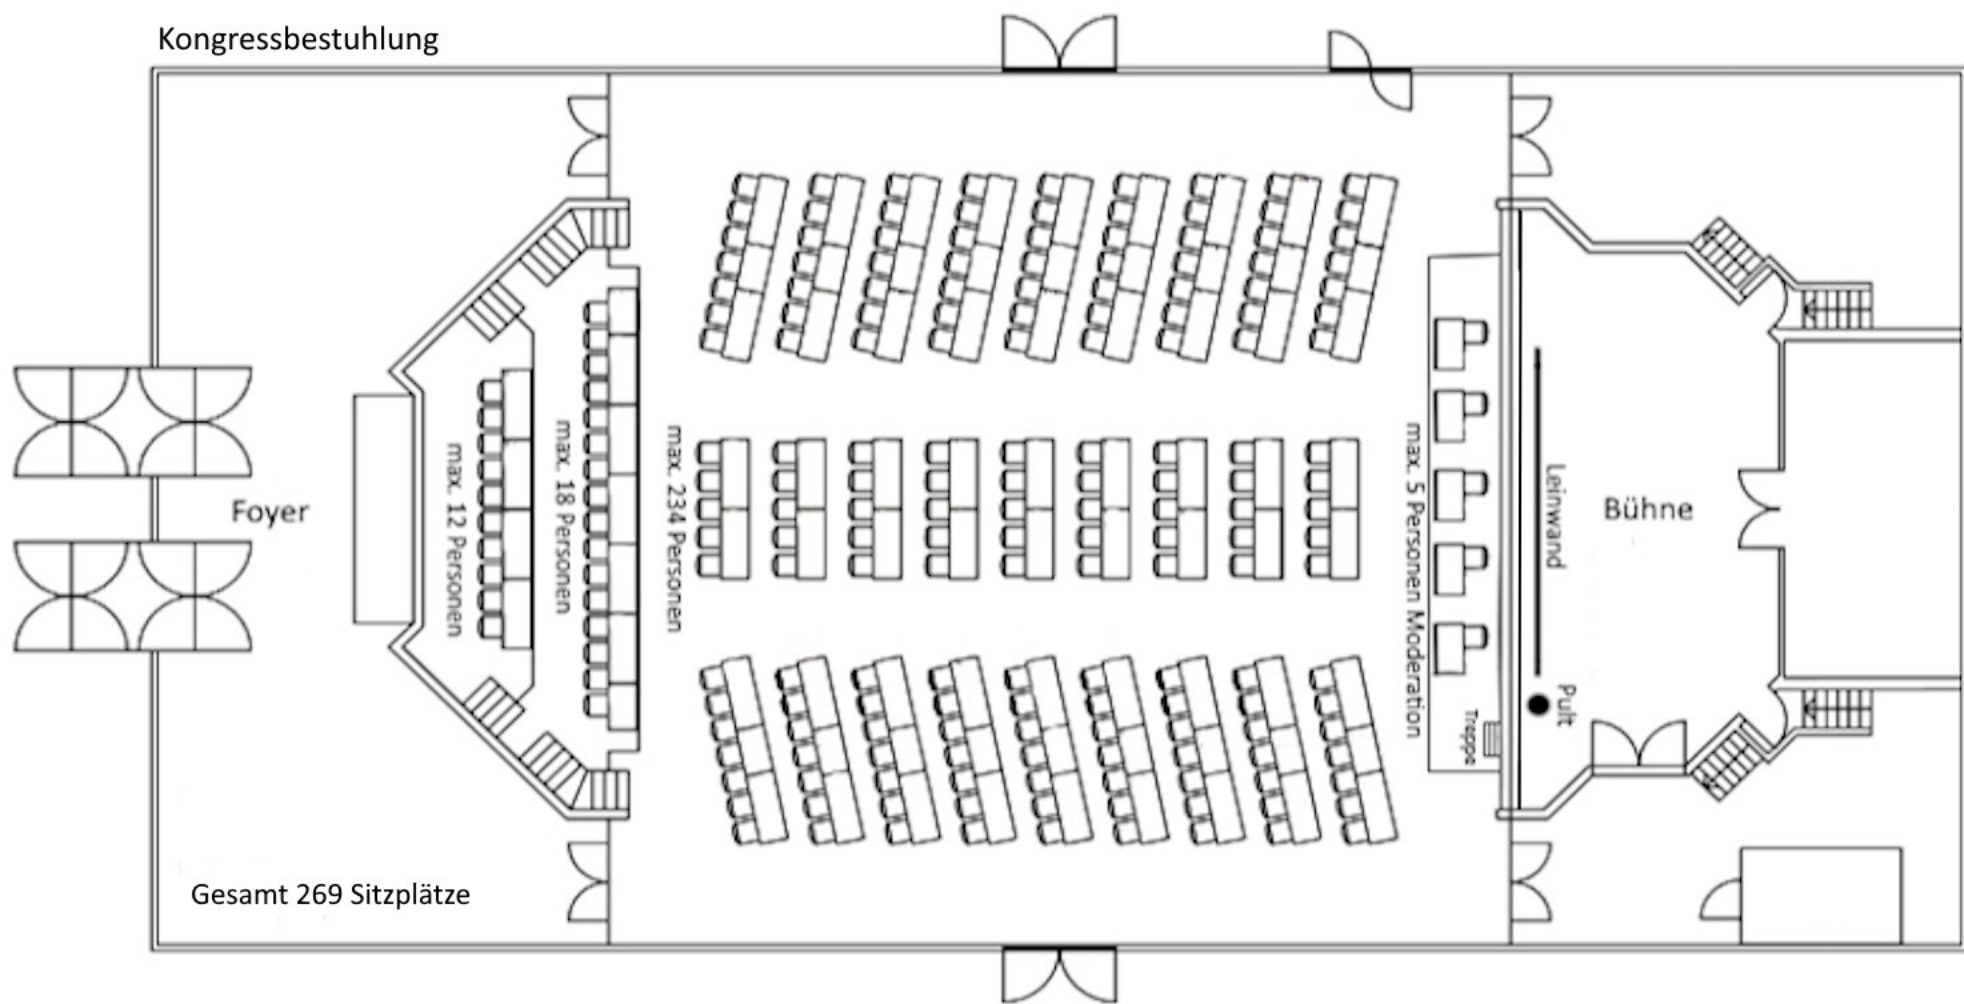 Kongressbestuhlung
Foyer
max. 12 Personen
max. 18 Personen
max. 234 Personen
max. 5 Personen Moderation
Treppe
Leinwand
Pult
Bühne
Gesamt 269 Sitzplätze